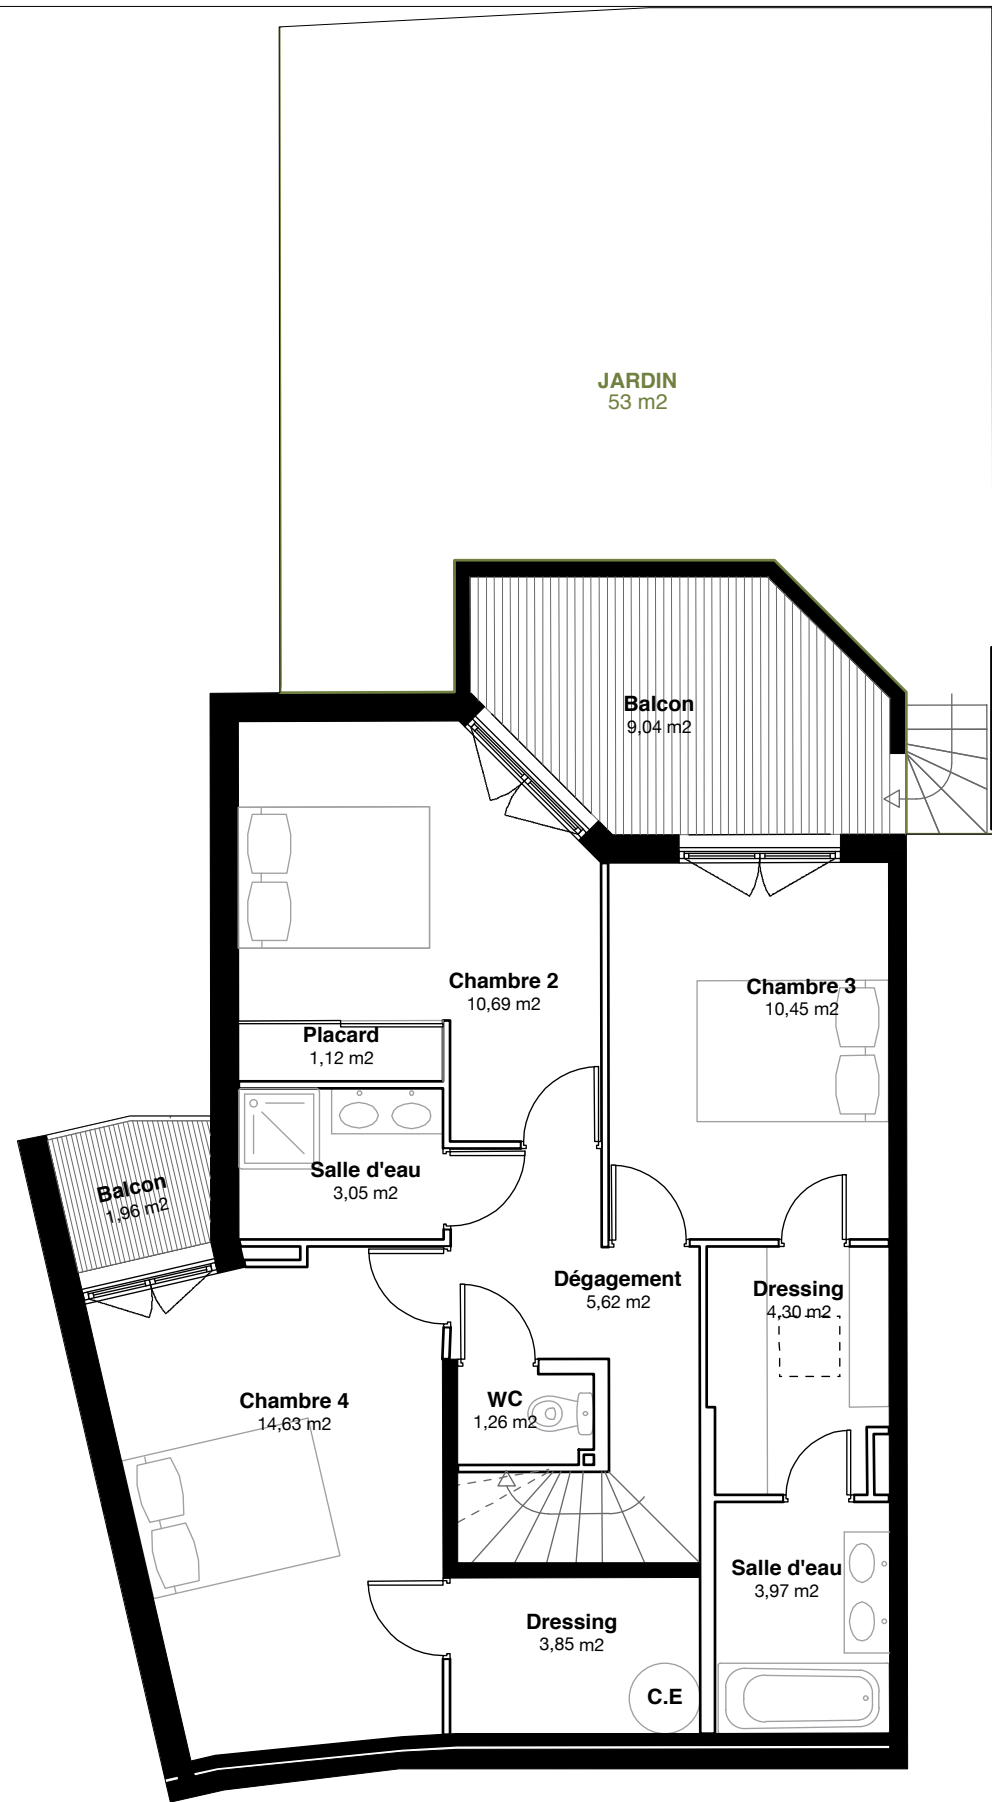 JARDIN
53 m2
Balcon
9,04 m2
Chambre 2
10,69 m2
Chambre 3
10,45 m2
Placard
1,12 m2
Salle d'eau
3,05 m2
Balcon
1,96 m2
Dégagement
5,62 m2
Dressing
4,30 m2
Chambre 4
14,63 m2
WC
1,26 m2
Salle d'eau
3,97 m2
Dressing
3,85 m2
C.E